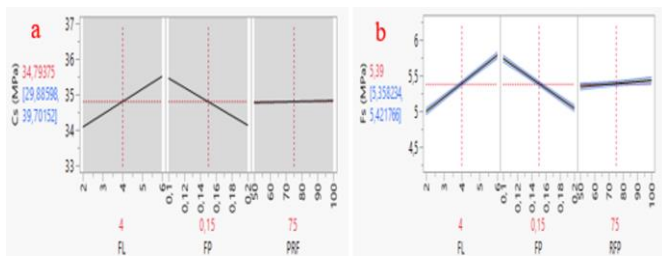 a
Cs (MPa)
34,79375
[29,88598,
39,70152]
37
36
35
34
33
2 3 4 5 6
0,1 0,12 0,14 0,16 0,18 0,2
50 60 70 80 90 100
4 0,15 75
FL FP PRF
b
Fs (MPa)
5,39
[5,358234,
5,421766]
6
5,5
5
4,5
2 3 4 5 6
0,1 0,12 0,14 0,16 0,18 0,2
50 60 70 80 90 100
4 0,15 75
FL FP RFP